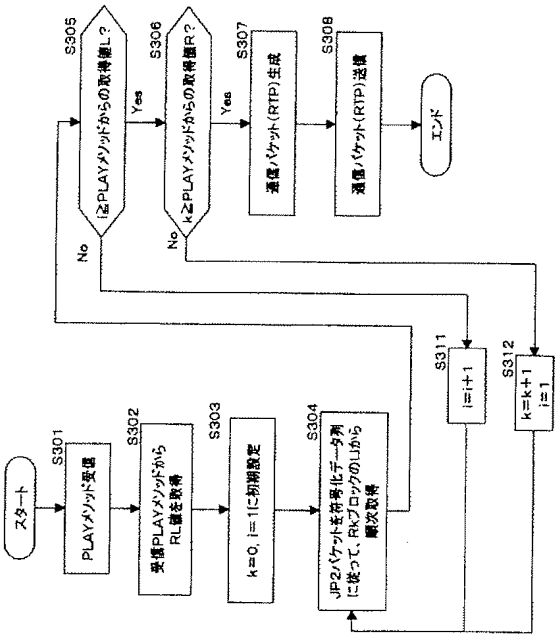 スタート
S301
PLAYメソッド受信
S302
受信PLAYメソッドから
RL値を取得
S303
k=0, i=1に初期設定
S304
JP2パケットを符号化データ列
に従って、RkブロックのLiから
順次取得
S305
i≧PLAYメソッドからの取得値L?
No
Yes
S306
k≧PLAYメソッドからの取得値R?
No
Yes
S307
通信パケット(RTP)生成
S308
通信パケット(RTP)送信
エンド
S311
i=i+1
S312
k=k+1
i=1